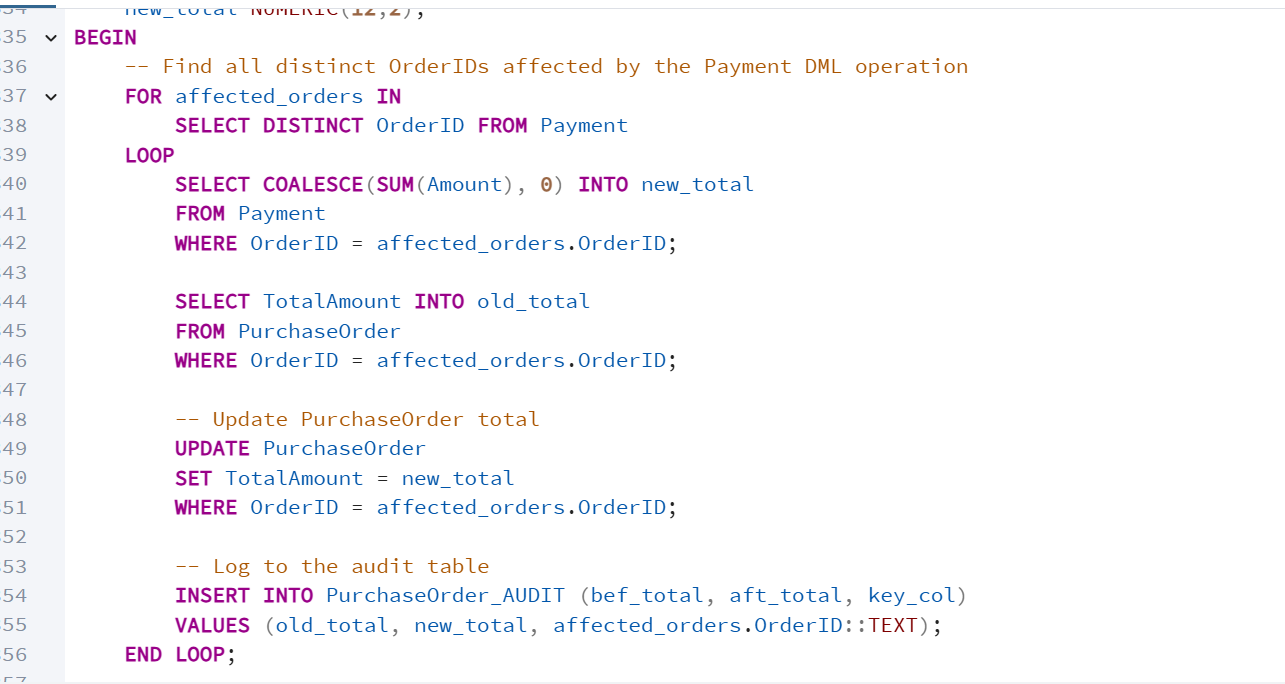 new_total NUMERIC(12,2);
35 BEGIN
36 -- Find all distinct OrderIDs affected by the Payment DML operation
37 FOR affected_orders IN
38 SELECT DISTINCT OrderID FROM Payment
39 LOOP
40 SELECT COALESCE(SUM(Amount), 0) INTO new_total
41 FROM Payment
42 WHERE OrderID = affected_orders.OrderID;
43
44 SELECT TotalAmount INTO old_total
45 FROM PurchaseOrder
46 WHERE OrderID = affected_orders.OrderID;
47
48 -- Update PurchaseOrder total
49 UPDATE PurchaseOrder
50 SET TotalAmount = new_total
51 WHERE OrderID = affected_orders.OrderID;
52
53 -- Log to the audit table
54 INSERT INTO PurchaseOrder_AUDIT (bef_total, aft_total, key_col)
55 VALUES (old_total, new_total, affected_orders.OrderID::TEXT);
56 END LOOP;